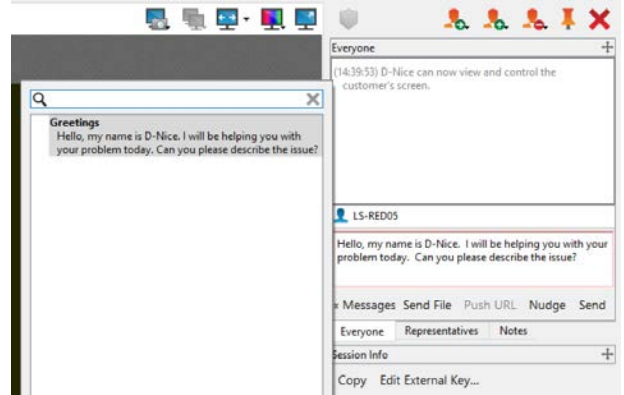 Everyone
(14:39:53) D-Nice can now view and control the
customer's screen.
Greetings
Hello, my name is D-Nice. I will be helping you with
your problem today. Can you please describe the issue?
LS-RED05
Hello, my name is D-Nice.  I will be helping you with your
problem today.  Can you please describe the issue?
« Messages Send File Push URL Nudge Send
Everyone Representatives Notes
Session Info
Copy Edit External Key...